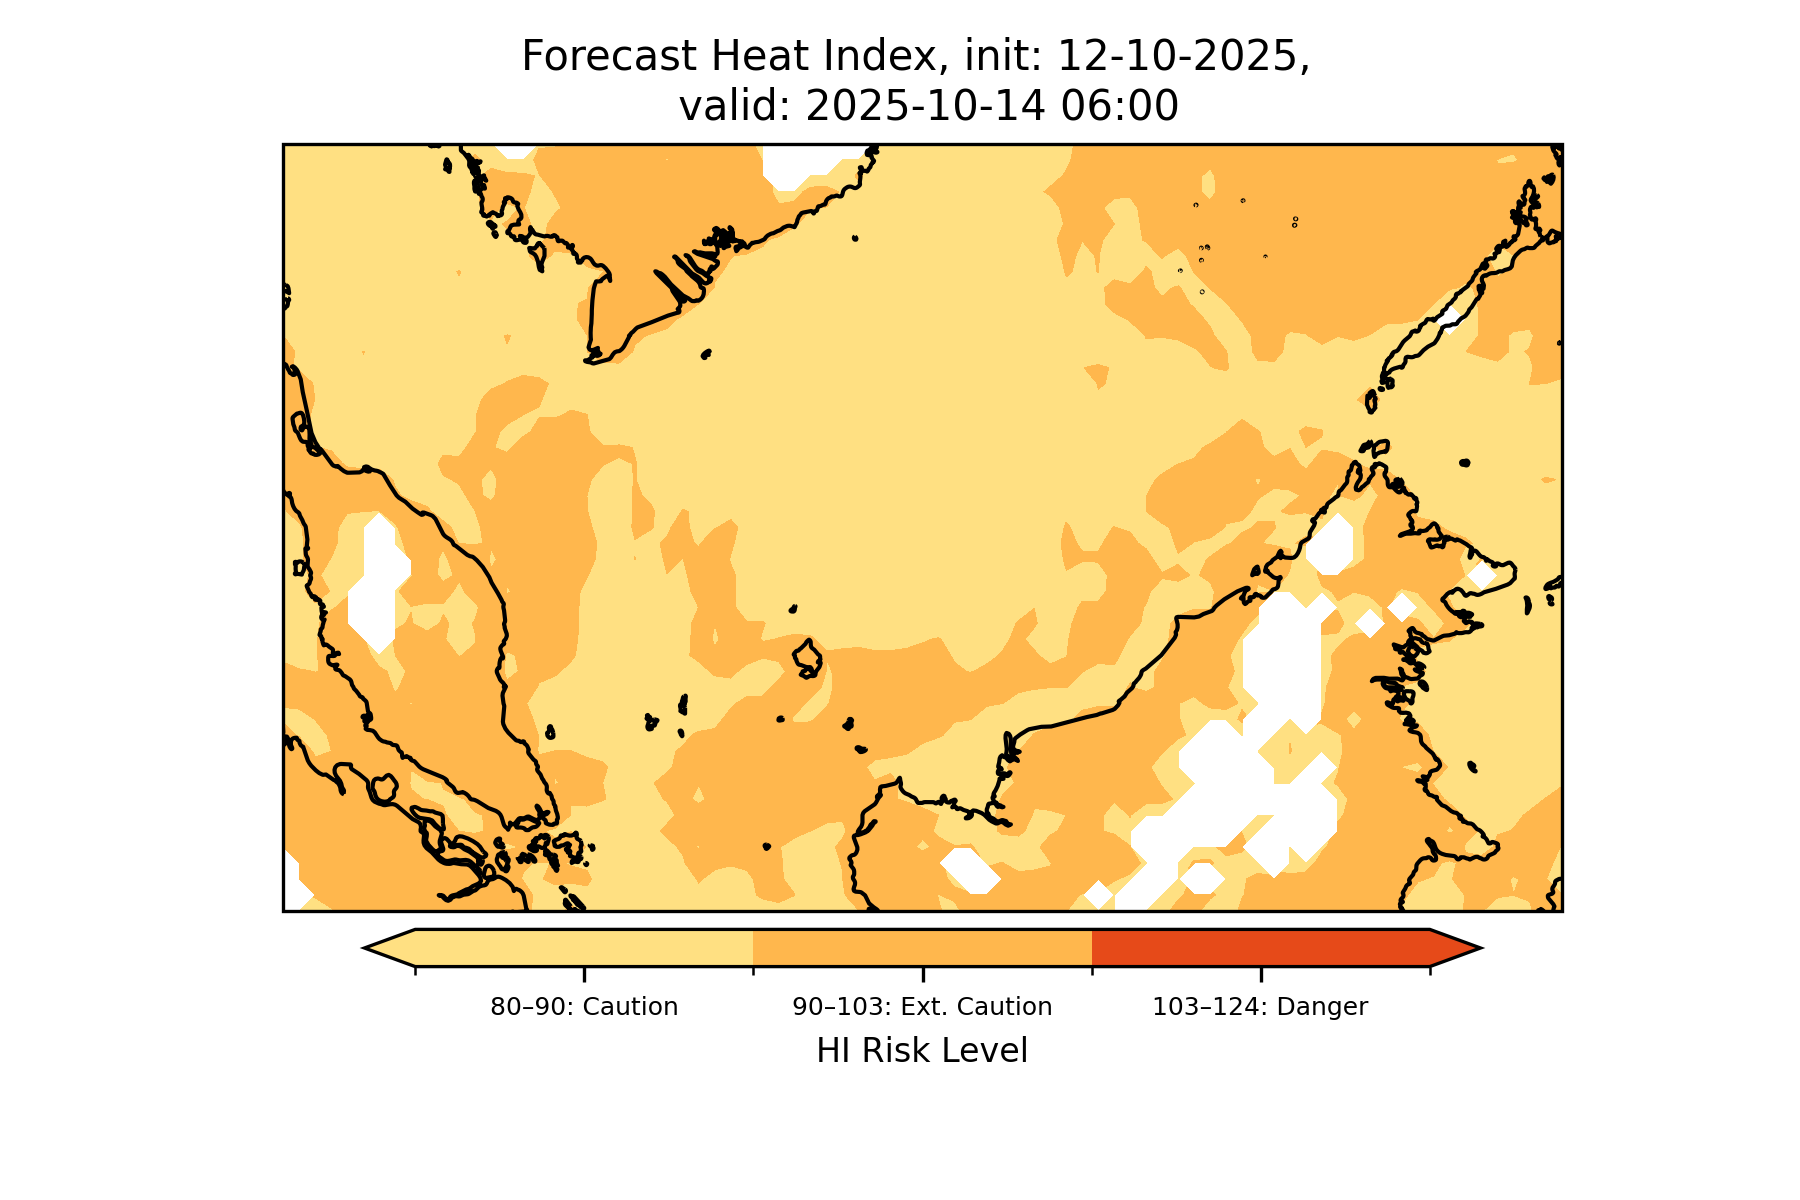 Forecast Heat Index, init: 12-10-2025,
valid: 2025-10-14 06:00
80–90: Caution
90–103: Ext. Caution
103–124: Danger
HI Risk Level